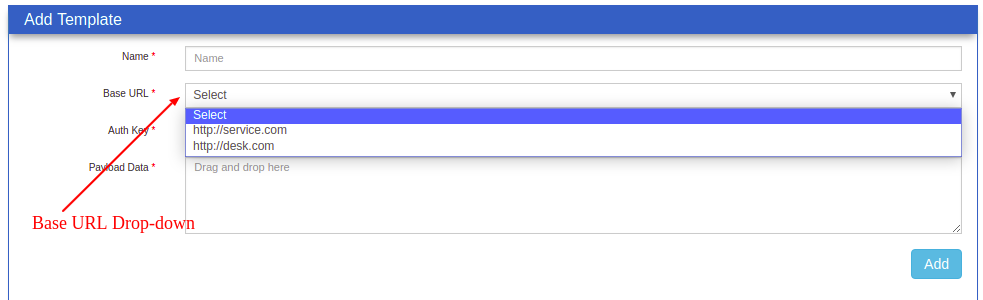 Add Template
Name *
Name
Base URL *
Select
Select
http://service.com
Auth Key *
http://desk.com
Payload Data *
Drag and drop here
Base URL Drop-down
Add